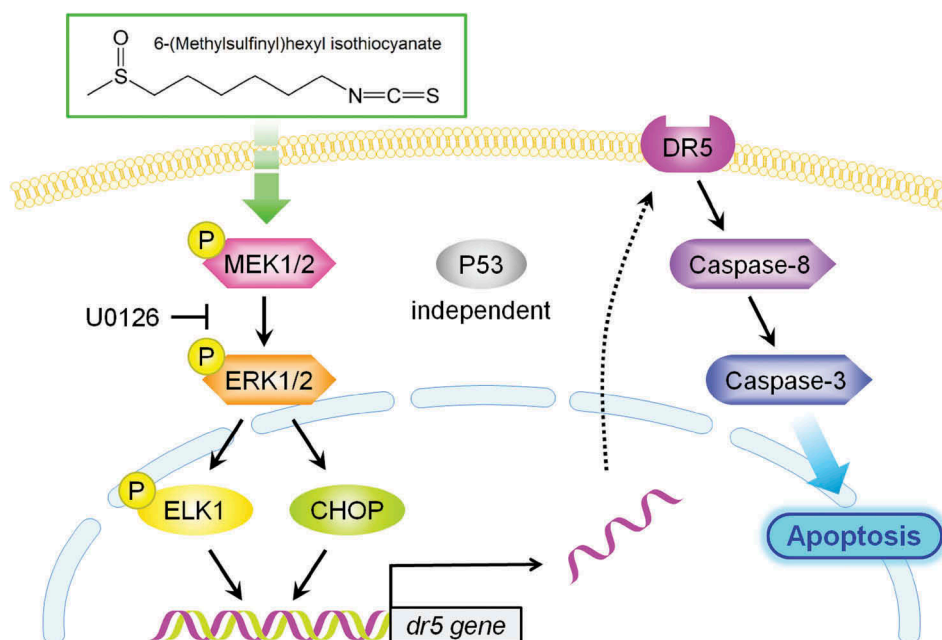 6-(Methylsulfinyl)hexyl isothiocyanate
O
S
N=C=S
DR5
P
MEK1/2
P53
independent
Caspase-8
U0126
P
ERK1/2
Caspase-3
P
ELK1
CHOP
Apoptosis
dr5 gene